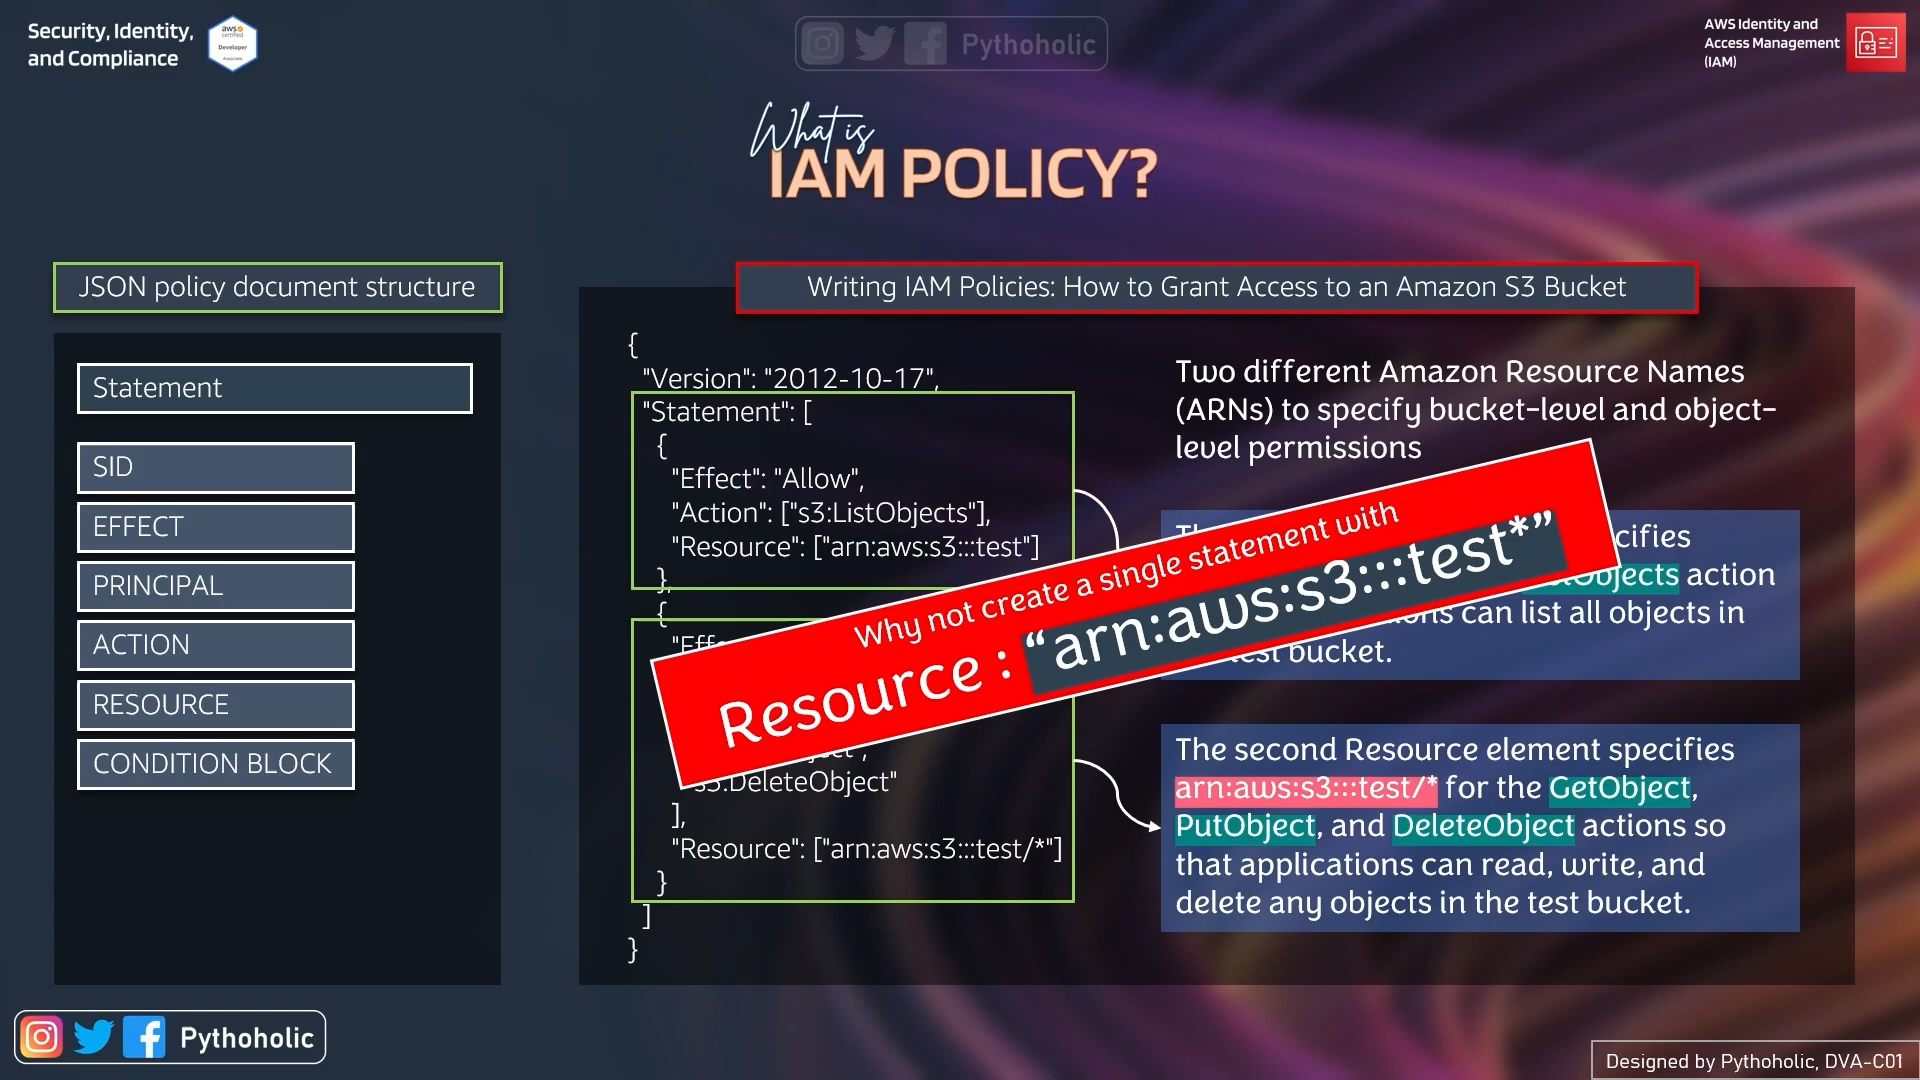 Security, Identity,
and Compliance
aws
certified
Developer
Associate
Pythoholic
AWS Identity and
Access Management
(IAM)
What is
IAM POLICY?
JSON policy document structure
Statement
SID
EFFECT
PRINCIPAL
ACTION
RESOURCE
CONDITION BLOCK
Writing IAM Policies: How to Grant Access to an Amazon S3 Bucket
{
"Version": "2012-10-17",
"Statement": [
{
"Effect": "Allow",
"Action": ["s3:ListObjects"],
"Resource": ["arn:aws:s3:::test"]
},
{
s3:DeleteObject"
],
"Resource": ["arn:aws:s3:::test/*"]
}
]
}
Two different Amazon Resource Names
(ARNs) to specify bucket-level and object-
level permissions
action
can list all objects in
bucket.
Why not create a single statement with
Resource : “arn:aws:s3:::test*”
The second Resource element specifies
arn:aws:s3:::test/* for the GetObject,
PutObject, and DeleteObject actions so
that applications can read, write, and
delete any objects in the test bucket.
Pythoholic
Designed by Pythoholic, DVA-C01